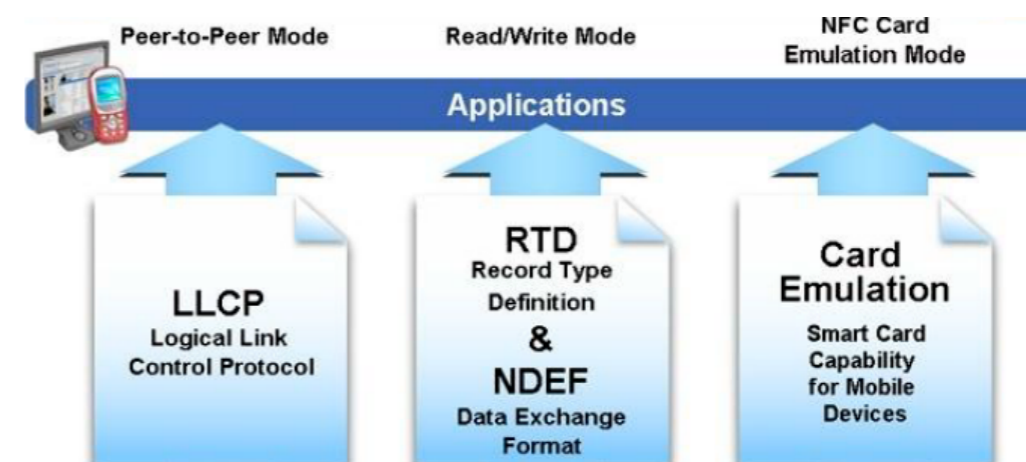 Peer-to-Peer Mode
Read/Write Mode
NFC Card
Emulation Mode
Applications
LLCP
Logical Link
Control Protocol
RTD
Record Type
Definition
&
NDEF
Data Exchange
Format
Card
Emulation
Smart Card
Capability
for Mobile
Devices